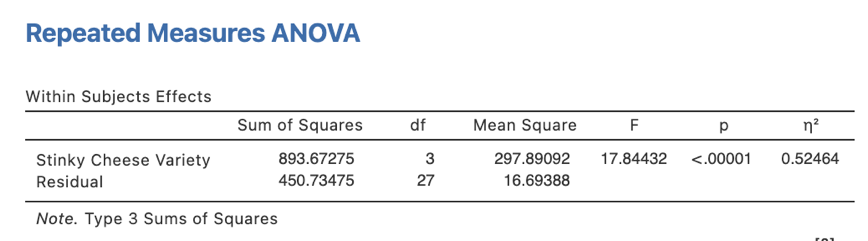 Repeated Measures ANOVA
Within Subjects Effects
Sum of Squares df Mean Square F p η²
Stinky Cheese Variety 893.67275 3 297.89092 17.84432 <.00001 0.52464
Residual 450.73475 27 16.69388
Note. Type 3 Sums of Squares